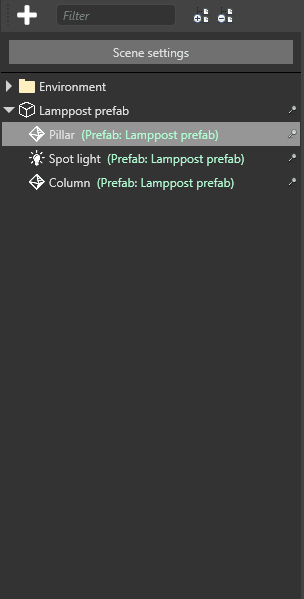 Filter
Scene settings
Environment
Lamppost prefab
Pillar (Prefab: Lamppost prefab)
Spot light (Prefab: Lamppost prefab)
Column (Prefab: Lamppost prefab)